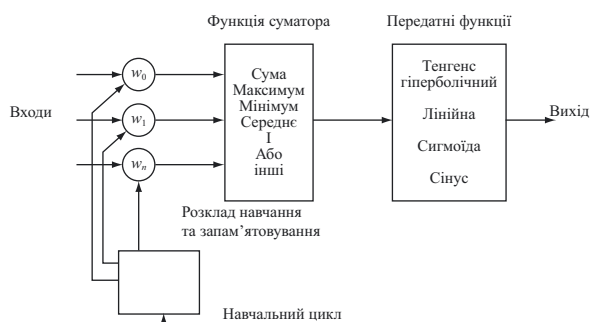 Функція суматора
Передатні функції
Входи
w0
w1
wn
Сума
Максимум
Мінімум
Середнє
І
Або
інші
Тенгенс
гіперболічний
Лінійна
Сигмоїда
Сінус
Вихід
Розклад навчання
та запам’ятовування
Навчальний цикл